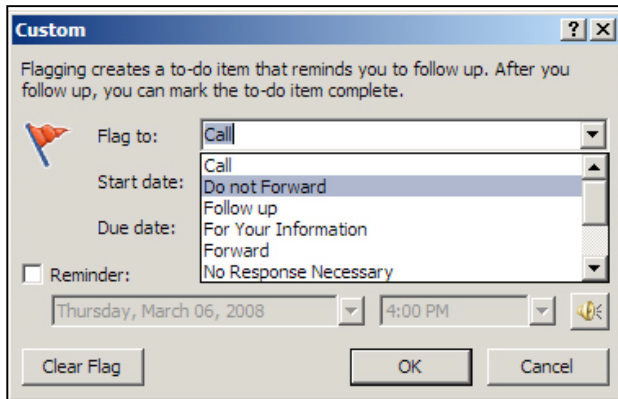 Custom
Flagging creates a to-do item that reminds you to follow up. After you
follow up, you can mark the to-do item complete.
Flag to: Call
Call
Start date: Do not Forward
Follow up
Due date: For Your Information
Forward
Reminder: No Response Necessary
Thursday, March 06, 2008 4:00 PM
Clear Flag OK Cancel